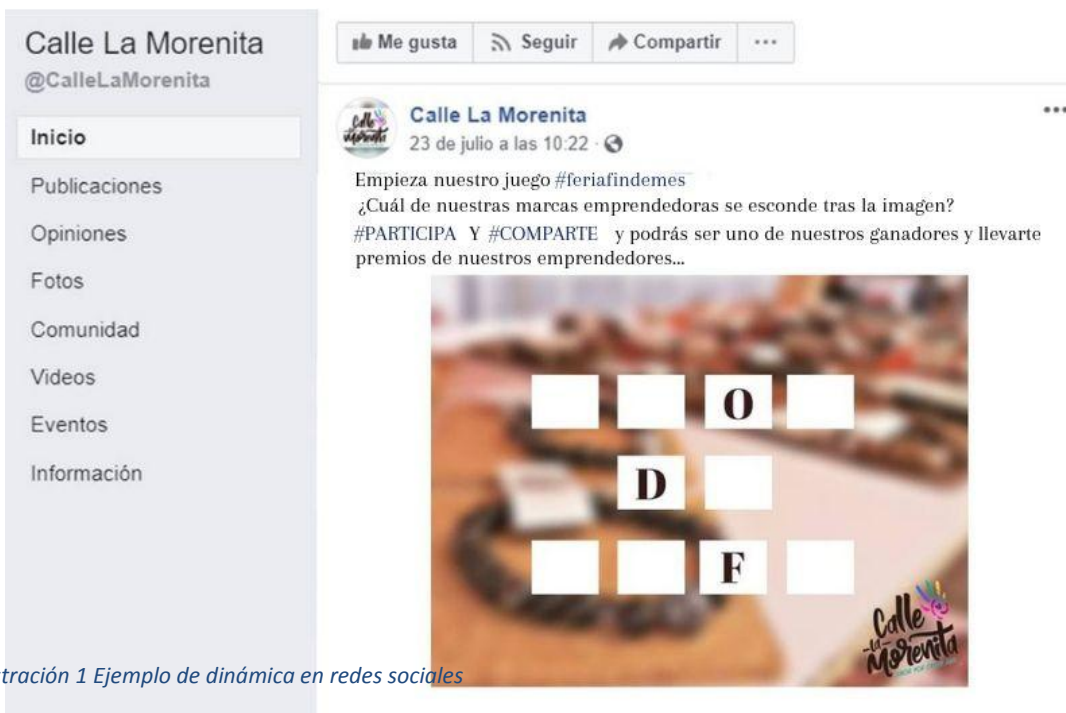 Calle La Morenita
@CalleLaMorenita
Inicio
Publicaciones
Opiniones
Fotos
Comunidad
Videos
Eventos
Información
Me gusta
Seguir
Compartir
Calle La Morenita
23 de julio a las 10:22
Empieza nuestro juego #feriafindemes
¿Cuál de nuestras marcas emprendedoras se esconde tras la imagen?
#PARTICIPA Y #COMPARTE y podrás ser uno de nuestros ganadores y llevarte
premios de nuestros emprendedores...
O
D
F
Calle
-la-
Morenita
tración 1 Ejemplo de dinámica en redes sociales